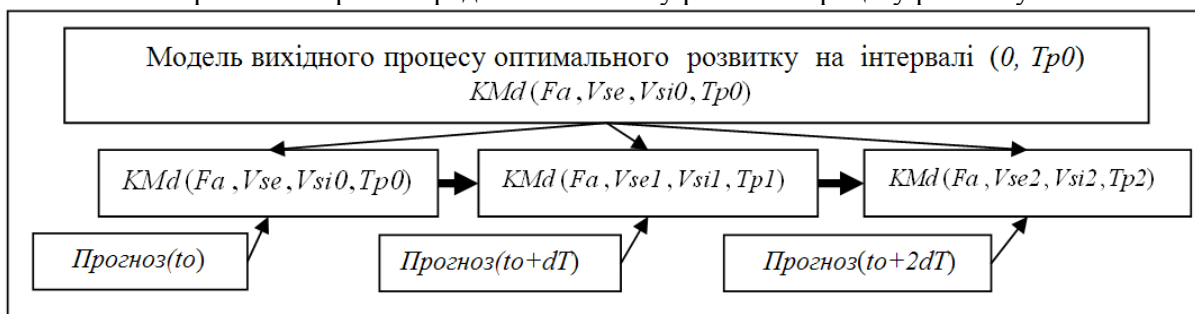 Модель вихідного процесу оптимального розвитку на інтервалі (0, Tp0)
KMd(Fa,Vse,Vsi0,Tp0)
KMd(Fa,Vse,Vsi0,Tp0) KMd(Fa,Vse1,Vsi1,Tp1) KMd(Fa,Vse2,Vsi2,Tp2)
Прогноз(to) Прогноз(to+dT) Прогноз(to+2dT)